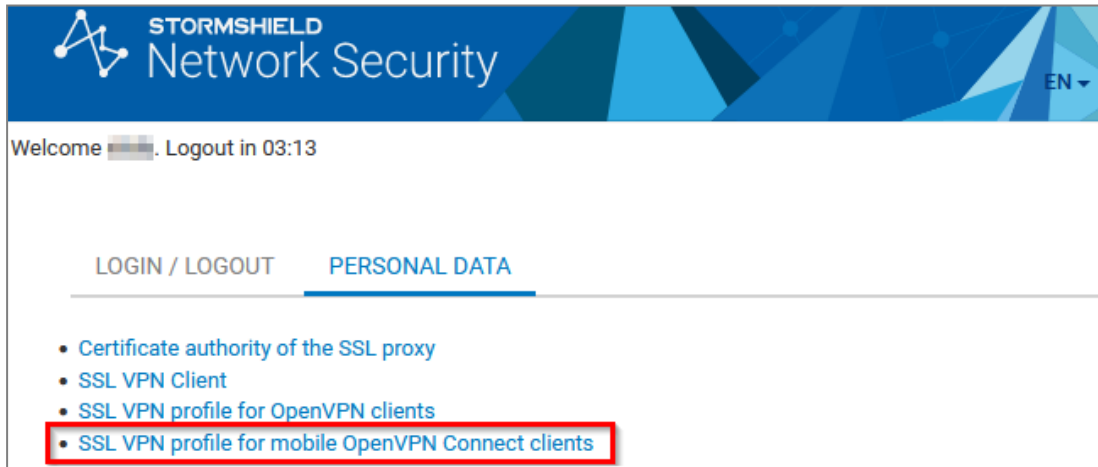 STORMSHIELD
Network Security
EN
Welcome . Logout in 03:13
LOGIN / LOGOUT PERSONAL DATA
• Certificate authority of the SSL proxy
• SSL VPN Client
• SSL VPN profile for OpenVPN clients
• SSL VPN profile for mobile OpenVPN Connect clients